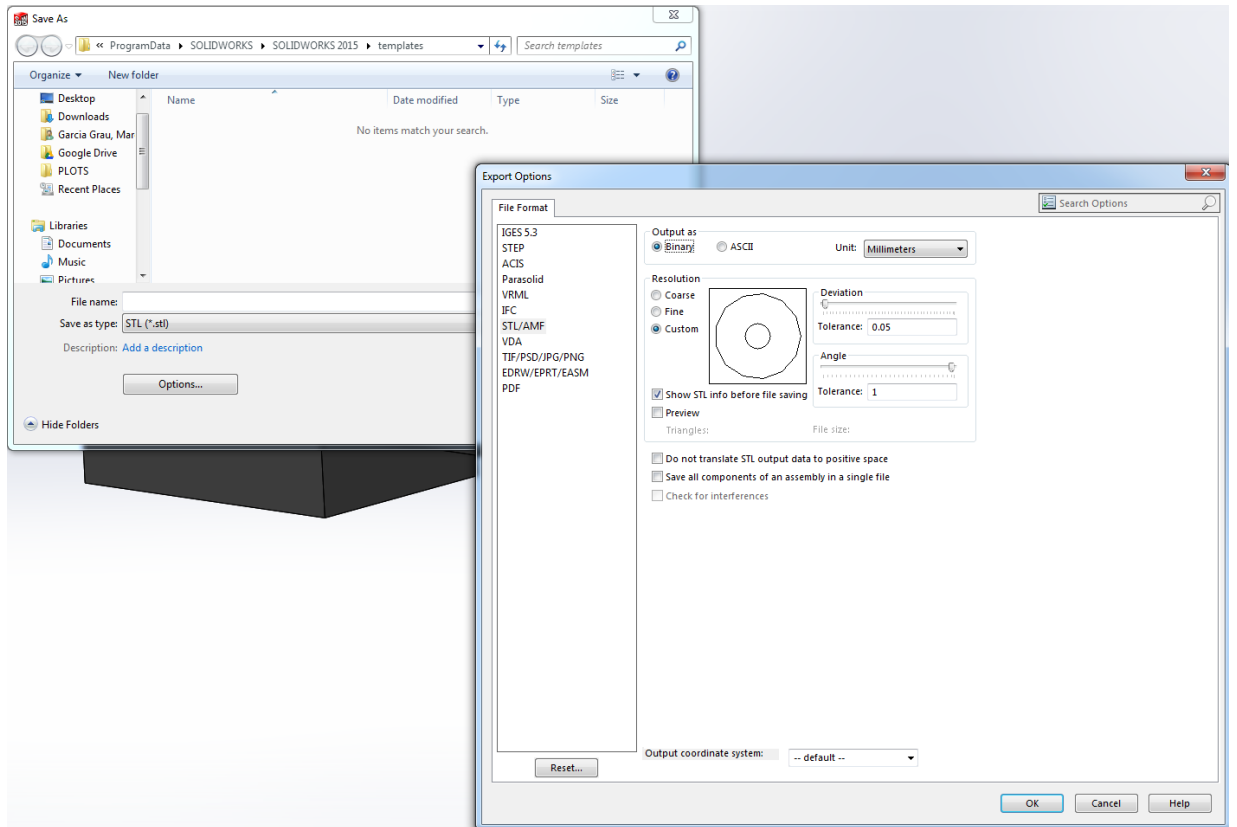 Save As
« ProgramData ▸ SOLIDWORKS ▸ SOLIDWORKS 2015 ▸ templates
Search templates
Organize
New folder
Name
Date modified
Type
Size
No items match your search.
Desktop
Downloads
Garcia Grau, Mar
Google Drive
PLOTS
Recent Places
Libraries
Documents
Music
Pictures
File name:
Save as type: STL (*.stl)
Description: Add a description
Options...
Hide Folders
Export Options
File Format
Search Options
IGES 5.3
STEP
ACIS
Parasolid
VRML
IFC
STL/AMF
VDA
TIF/PSD/JPG/PNG
EDRW/EPRT/EASM
PDF
Reset...
Output as
Binary
ASCII
Unit: Millimeters
Resolution
Coarse
Fine
Custom
Deviation
Tolerance: 0.05
Angle
Tolerance: 1
Show STL info before file saving
Preview
Triangles:
File size:
Do not translate STL output data to positive space
Save all components of an assembly in a single file
Check for interferences
Output coordinate system: -- default --
OK
Cancel
Help